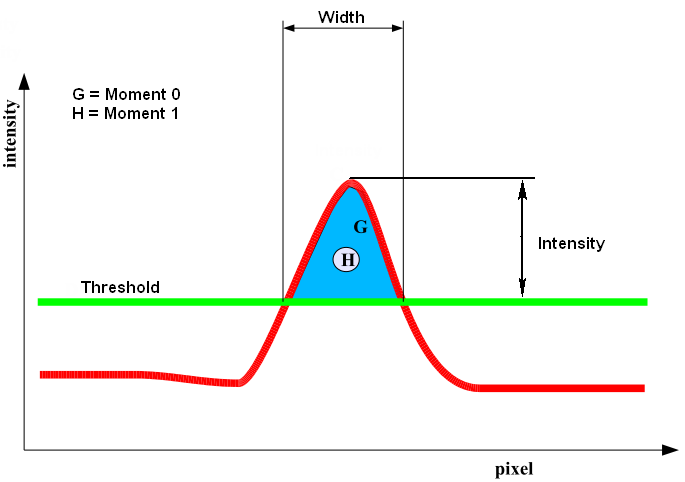 Width
G = Moment 0
H = Moment 1
intensity
G
Intensity
H
Threshold
pixel